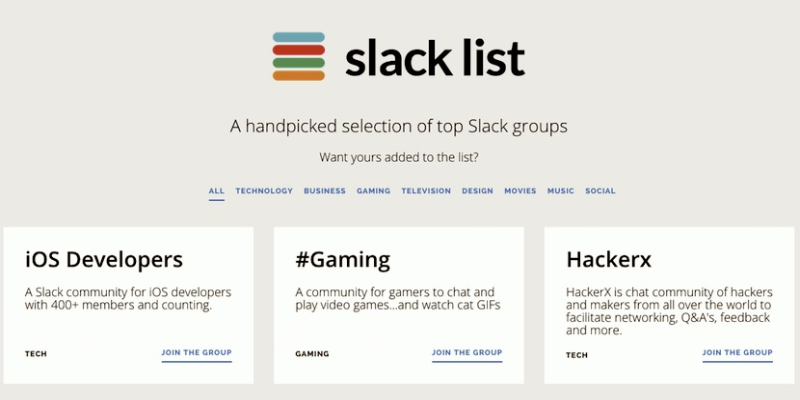 slack list
A handpicked selection of top Slack groups
Want yours added to the list?
ALL TECHNOLOGY BUSINESS GAMING TELEVISION DESIGN MOVIES MUSIC SOCIAL
iOS Developers
A Slack community for iOS developers
with 400+ members and counting.
TECH JOIN THE GROUP
#Gaming
A community for gamers to chat and
play video games...and watch cat GIFs
GAMING JOIN THE GROUP
Hackerx
HackerX is chat community of hackers
and makers from all over the world to
facilitate networking, Q&A's, feedback
and more.
TECH JOIN THE GROUP